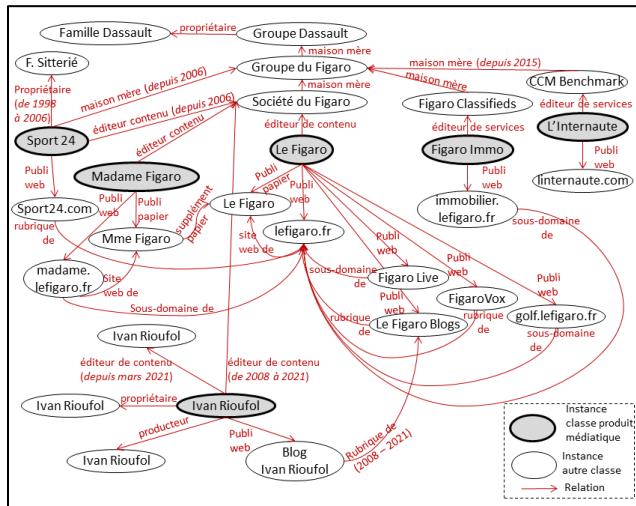 Famille Dassault
propriétaire
Groupe Dassault
maison mère
F. Sitterié
Groupe du Figaro
maison mère (depuis 2015)
CCM Benchmark
Propriétaire
(de 1998
à 2006)
maison mère (depuis 2006)
maison mère
maison mère
éditeur contenu (depuis 2006)
Société du Figaro
Figaro Classifieds
éditeur de services
Sport 24
éditeur contenu
éditeur de contenu
éditeur de services
L'Internaute
Madame Figaro
Le Figaro
Figaro Immo
Publi
web
Publi
web
Publi
papier
Publi
papier
Publi
web
Publi
web
Publi
web
Sport24.com
supplément
papier
Le Figaro
immobilier.
lefigaro.fr
linternaute.com
rubrique
de
Mme Figaro
site
web de
lefigaro.fr
Publi
web
sous-domaine
de
madame.
lefigaro.fr
Site
web de
sous-
domaine de
Figaro Live
Publi
web
Publi
web
Sous-domaine de
Publi
web
FigaroVox
rubrique
de
Le Figaro Blogs
rubrique
de
golf.lefigaro.fr
sous-domaine
de
Ivan Rioufol
éditeur de contenu
(depuis mars 2021)
éditeur de contenu
(de 2008 à 2021)
Ivan Rioufol
propriétaire
Ivan Rioufol
producteur
Publi
web
Rubrique de
(2008 – 2021)
Ivan Rioufol
Blog
Ivan Rioufol
Instance
classe produit
médiatique
Instance
autre classe
Relation